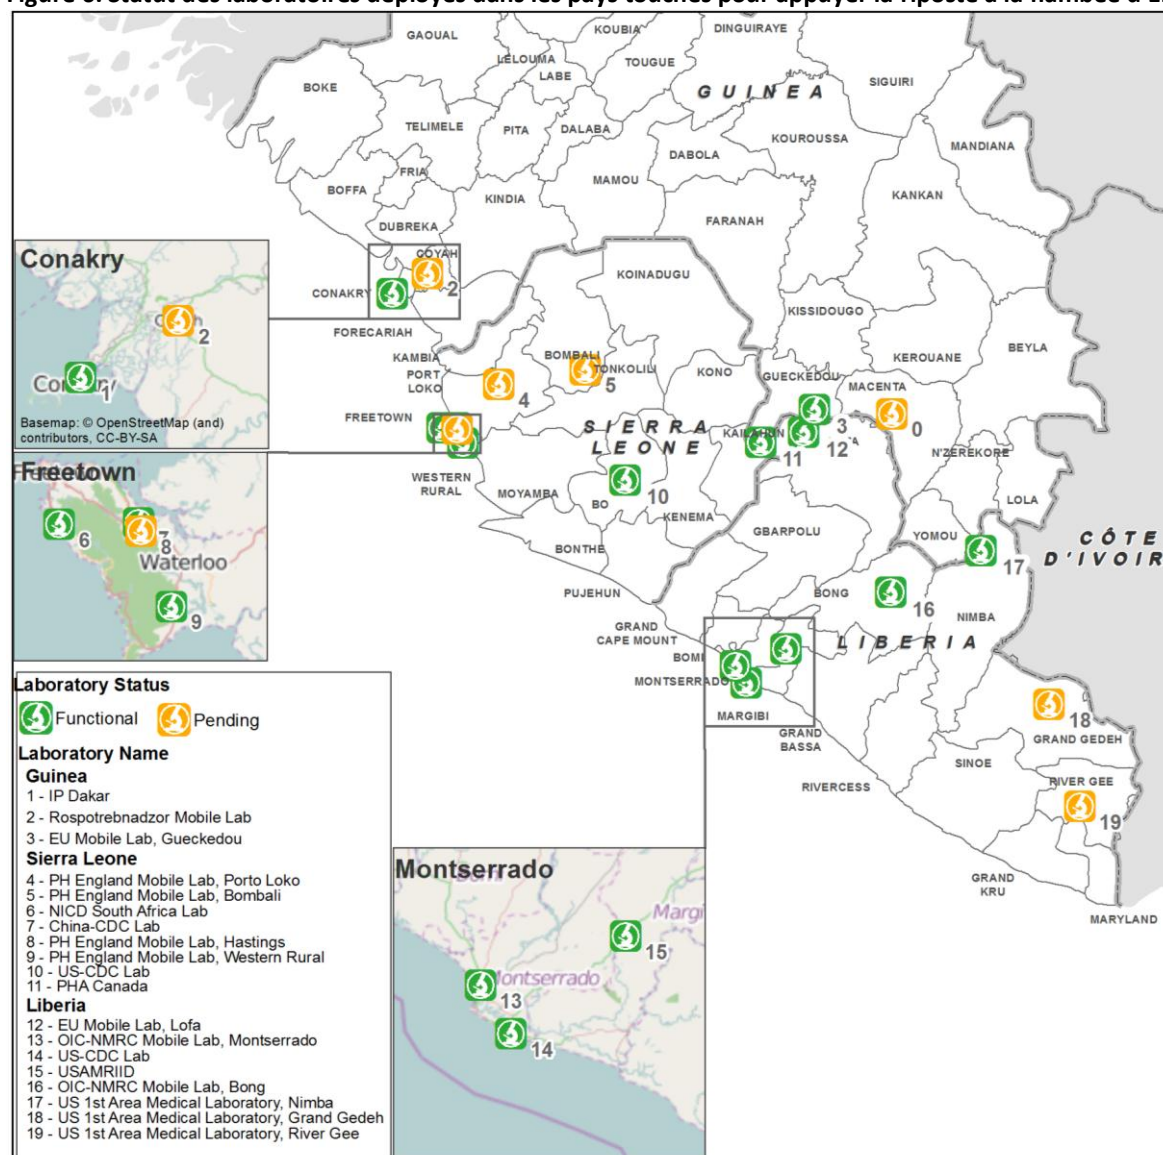 Figure 6. Statut des laboratoires déployés dans les pays touchés pour appuyer la riposte à la flambée d'E
GAOUAL
KOUBIA
DINGUIRAYE
LELOUMA
LABE
TOUGUE
BOKE
GUINEA
SIGUIRI
TELIMELE
PITA
DALABA
KOUROUSSA
MANDIANA
DABOLA
FRIA
BOFFA
MAMOU
KANKAN
KINDIA
DUBREKA
FARANAH
COYAH
KOINADUGU
CONAKRY
2
KISSIDOUGO
FORECARIAH
KEROUANE
BEYLA
KAMBIA
BOMBALI
TONKOLILI
KONO
GUECKEDOU
MACENTA
PORT
LOKO
4
5
FREETOWN
SIERRA
LEONE
KAILAHUN
3
0
11
12
TA
N'ZEREKORE
WESTERN
RURAL
MOYAMBA
BO
10
KENEMA
LOLA
GBARPOLU
YOMOU
CÔTE
D'IVOIR
BONTHE
17
PUJEHUN
BONG
16
NIMBA
GRAND
CAPE MOUNT
LIBERIA
BOMI
MONTSERRADO
MARGIBI
GRAND
BASSA
18
GRAND GEDEH
SINOE
RIVERCESS
RIVER GEE
19
GRAND
KRU
MARYLAND
Conakry
2
1
Basemap: © OpenStreetMap (and)
contributors, CC-BY-SA
Freetown
6
7
8
Waterloo
9
Laboratory Status
Functional
Pending
Laboratory Name
Guinea
1 - IP Dakar
2 - Rospotrebnadzor Mobile Lab
3 - EU Mobile Lab, Gueckedou
Sierra Leone
4 - PH England Mobile Lab, Porto Loko
5 - PH England Mobile Lab, Bombali
6 - NICD South Africa Lab
7 - China-CDC Lab
8 - PH England Mobile Lab, Hastings
9 - PH England Mobile Lab, Western Rural
10 - US-CDC Lab
11 - PHA Canada
Liberia
12 - EU Mobile Lab, Lofa
13 - OIC-NMRC Mobile Lab, Montserrado
14 - US-CDC Lab
15 - USAMRIID
16 - OIC-NMRC Mobile Lab, Bong
17 - US 1st Area Medical Laboratory, Nimba
18 - US 1st Area Medical Laboratory, Grand Gedeh
19 - US 1st Area Medical Laboratory, River Gee
Montserrado
Margi
15
Montserrado
13
14